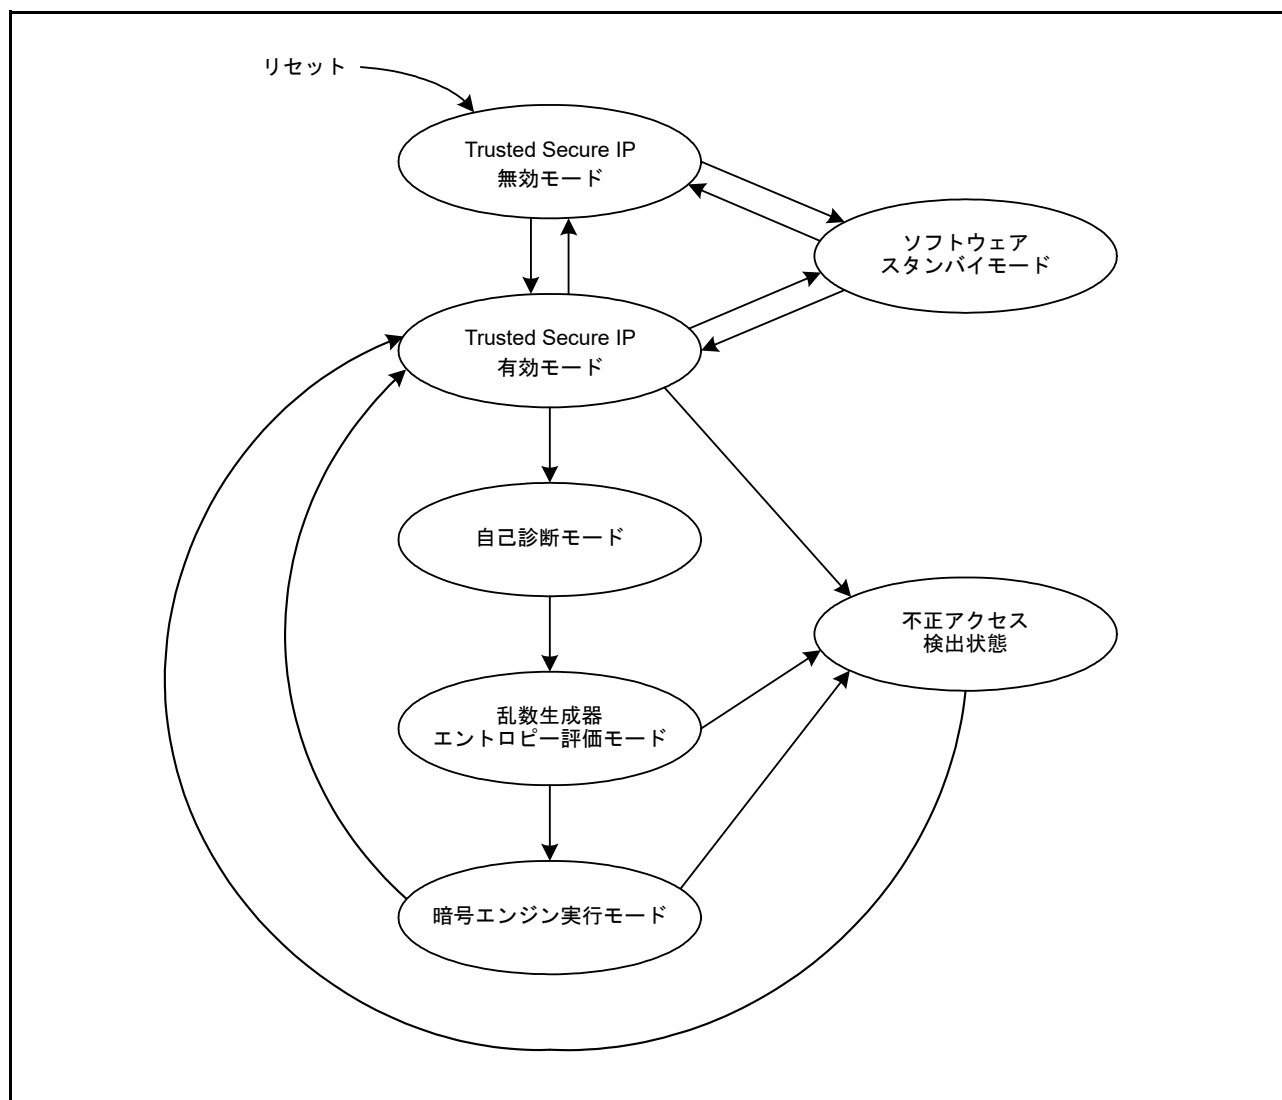 リセット
Trusted Secure IP
無効モード
ソフトウェア
スタンバイモード
Trusted Secure IP
有効モード
自己診断モード
不正アクセス
検出状態
乱数生成器
エントロピー評価モード
暗号エンジン実行モード